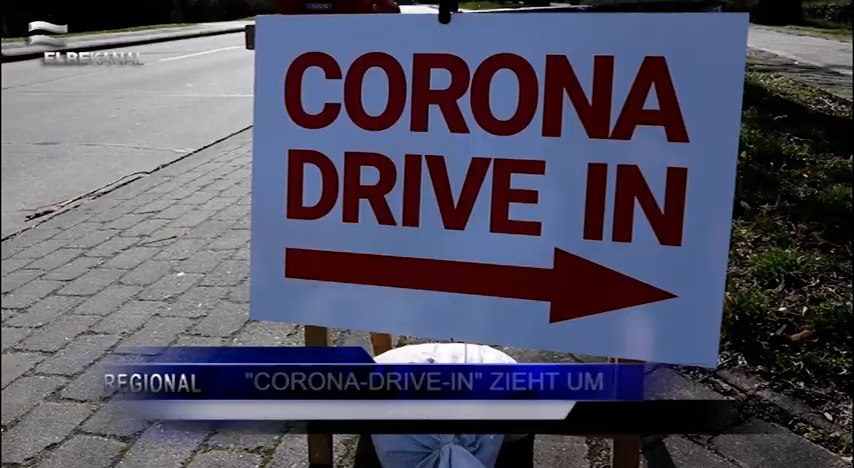 ELBEKANAL
CORONA
DRIVE IN
REGIONAL
"CORONA-DRIVE-IN" ZIEHT UM